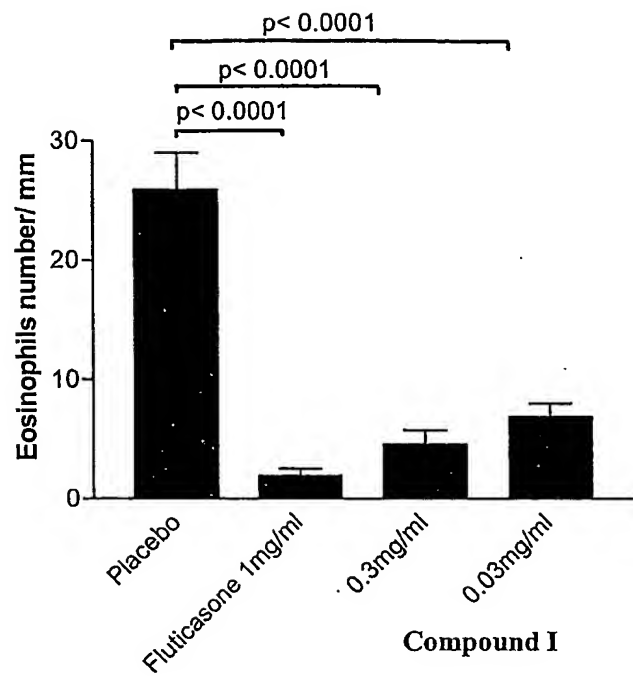 p< 0.0001
p< 0.0001
p< 0.0001
30
20
10
0
Eosinophils number/ mm
Placebo
Fluticasone 1mg/ml
0.3mg/ml
0.03mg/ml
Compound I